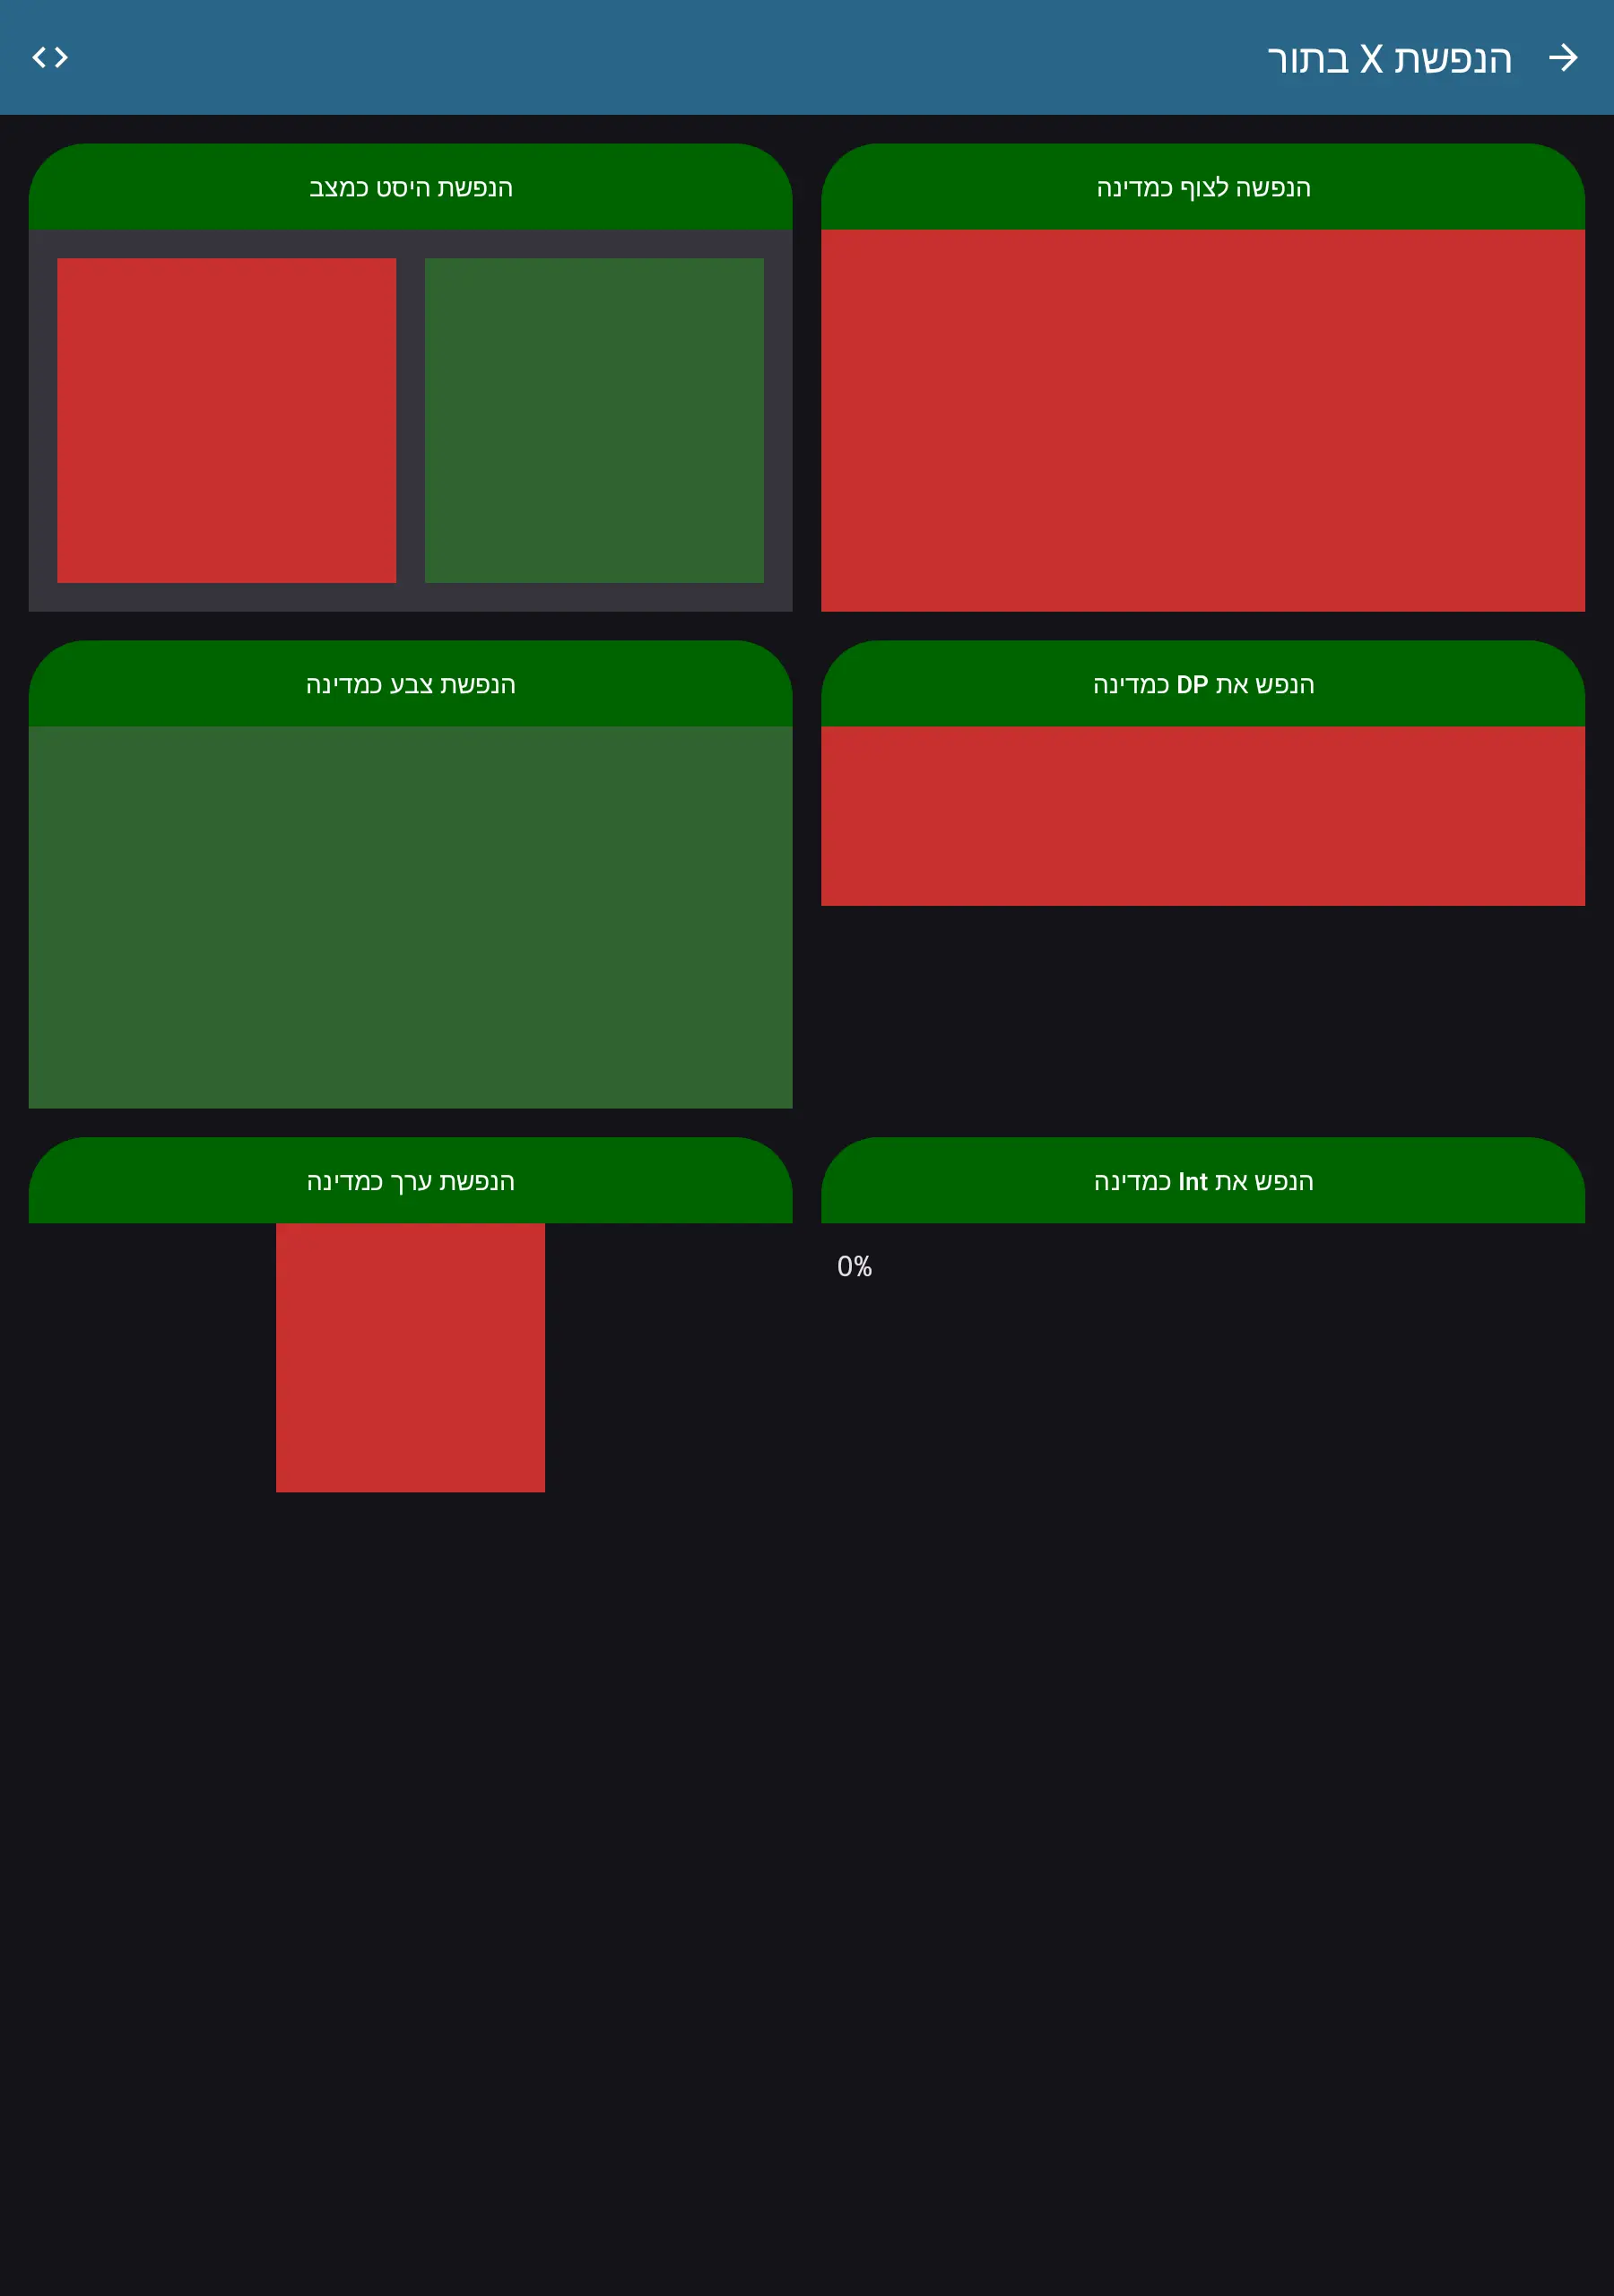 הנפשת X בתור
הנפשה לצוף כמדינה
הנפשת היסט כמצב
הנפש את DP כמדינה
הנפשת צבע כמדינה
הנפש את Int כמדינה
0%
הנפשת ערך כמדינה